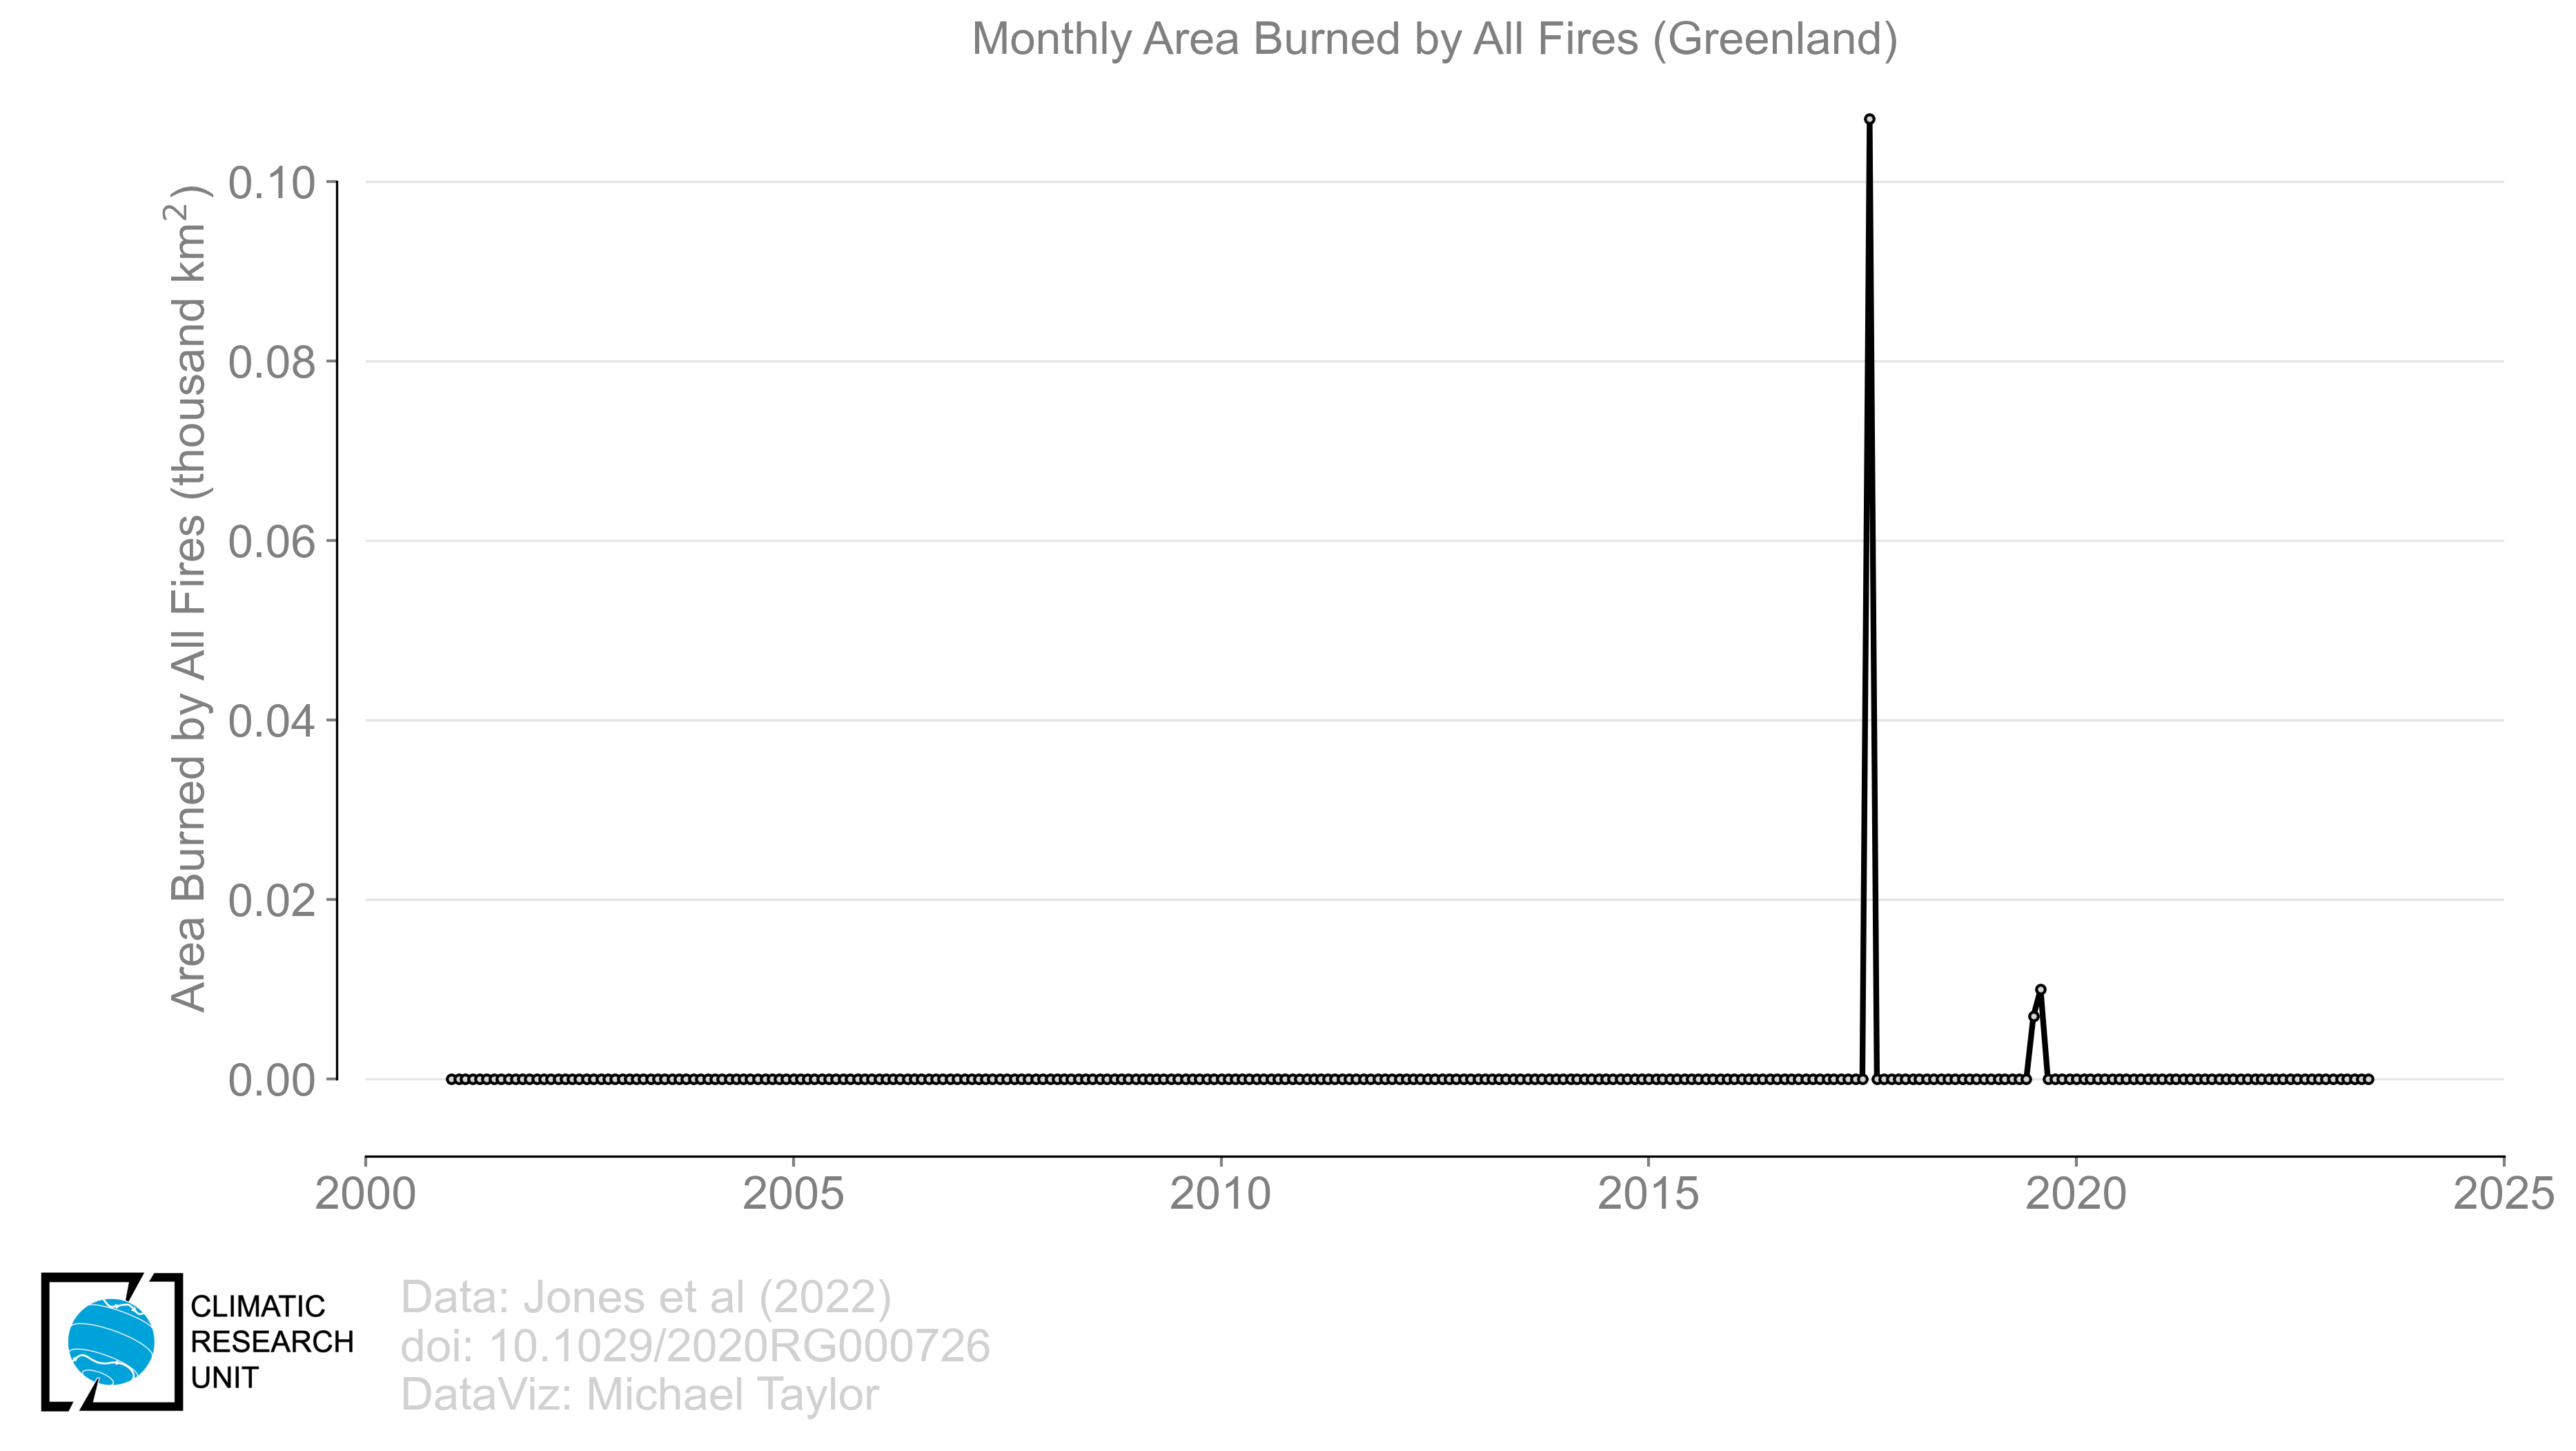 Monthly Area Burned by All Fires (Greenland)
Area Burned by All Fires (thousand km²)
0.10
0.08
0.06
0.04
0.02
0.00
2000 2005 2010 2015 2020 2025
CLIMATIC
RESEARCH
UNIT
Data: Jones et al (2022)
doi: 10.1029/2020RG000726
DataViz: Michael Taylor